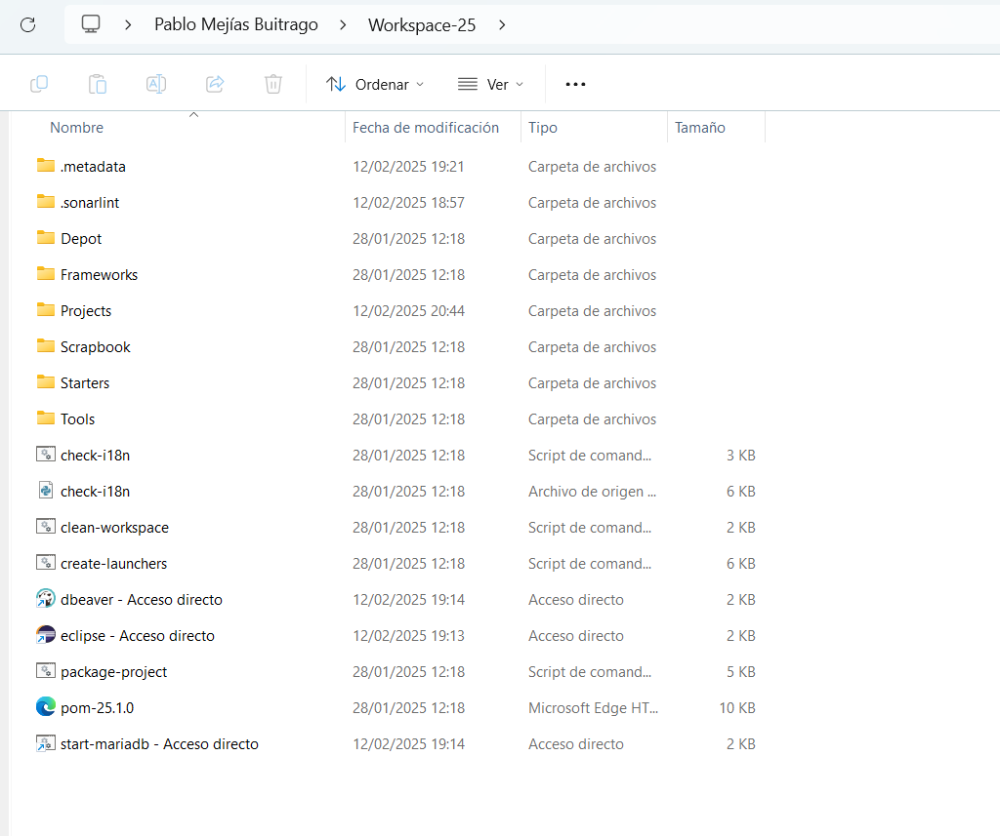 Pablo Mejías Buitrago > Workspace-25 >
Ordenar Ver
Nombre Fecha de modificación Tipo Tamaño
.metadata 12/02/2025 19:21 Carpeta de archivos
.sonarlint 12/02/2025 18:57 Carpeta de archivos
Depot 28/01/2025 12:18 Carpeta de archivos
Frameworks 28/01/2025 12:18 Carpeta de archivos
Projects 12/02/2025 20:44 Carpeta de archivos
Scrapbook 28/01/2025 12:18 Carpeta de archivos
Starters 28/01/2025 12:18 Carpeta de archivos
Tools 28/01/2025 12:18 Carpeta de archivos
check-i18n 28/01/2025 12:18 Script de comand... 3 KB
check-i18n 28/01/2025 12:18 Archivo de origen ... 6 KB
clean-workspace 28/01/2025 12:18 Script de comand... 2 KB
create-launchers 28/01/2025 12:18 Script de comand... 6 KB
dbeaver - Acceso directo 12/02/2025 19:14 Acceso directo 2 KB
eclipse - Acceso directo 12/02/2025 19:13 Acceso directo 2 KB
package-project 28/01/2025 12:18 Script de comand... 5 KB
pom-25.1.0 28/01/2025 12:18 Microsoft Edge HT... 10 KB
start-mariadb - Acceso directo 12/02/2025 19:14 Acceso directo 2 KB